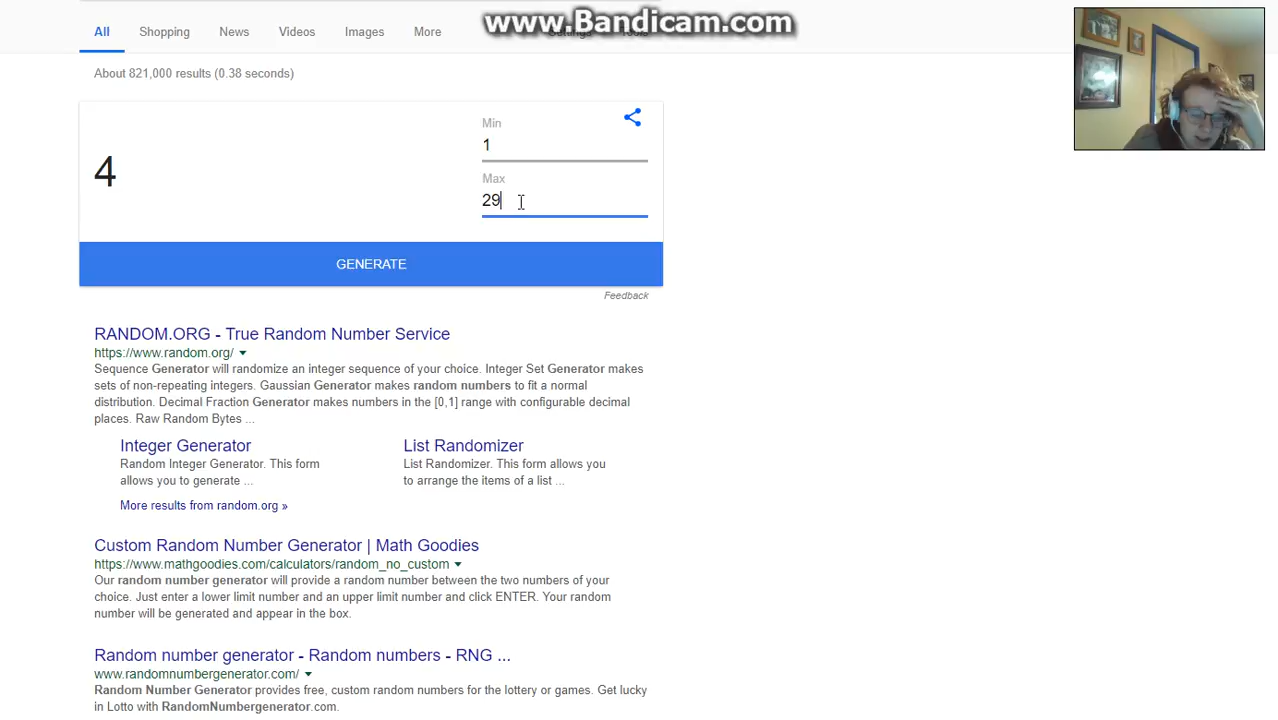 www.Bandicam.com
All Shopping News Videos Images More Settings Tools
About 821,000 results (0.38 seconds)
4
Min
1
Max
29
GENERATE
Feedback
RANDOM.ORG - True Random Number Service
https://www.random.org/
Sequence Generator will randomize an integer sequence of your choice. Integer Set Generator makes
sets of non-repeating integers. Gaussian Generator makes random numbers to fit a normal
distribution. Decimal Fraction Generator makes numbers in the [0,1] range with configurable decimal
places. Raw Random Bytes ...
Integer Generator
Random Integer Generator. This form
allows you to generate ...
List Randomizer
List Randomizer. This form allows you
to arrange the items of a list ...
More results from random.org »
Custom Random Number Generator | Math Goodies
https://www.mathgoodies.com/calculators/random_no_custom
Our random number generator will provide a random number between the two numbers of your
choice. Just enter a lower limit number and an upper limit number and click ENTER. Your random
number will be generated and appear in the box.
Random number generator - Random numbers - RNG ...
www.randomnumbergenerator.com/
Random Number Generator provides free, custom random numbers for the lottery or games. Get lucky
in Lotto with RandomNumbergenerator.com.